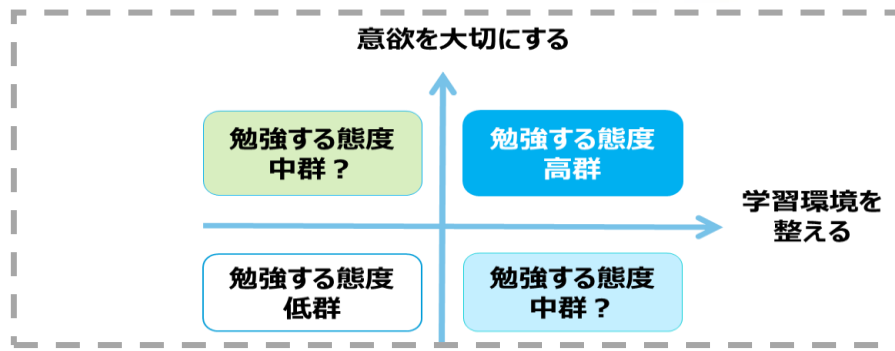 意欲を大切にする
勉強する態度
中群？
勉強する態度
高群
学習環境を
整える
勉強する態度
低群
勉強する態度
中群？